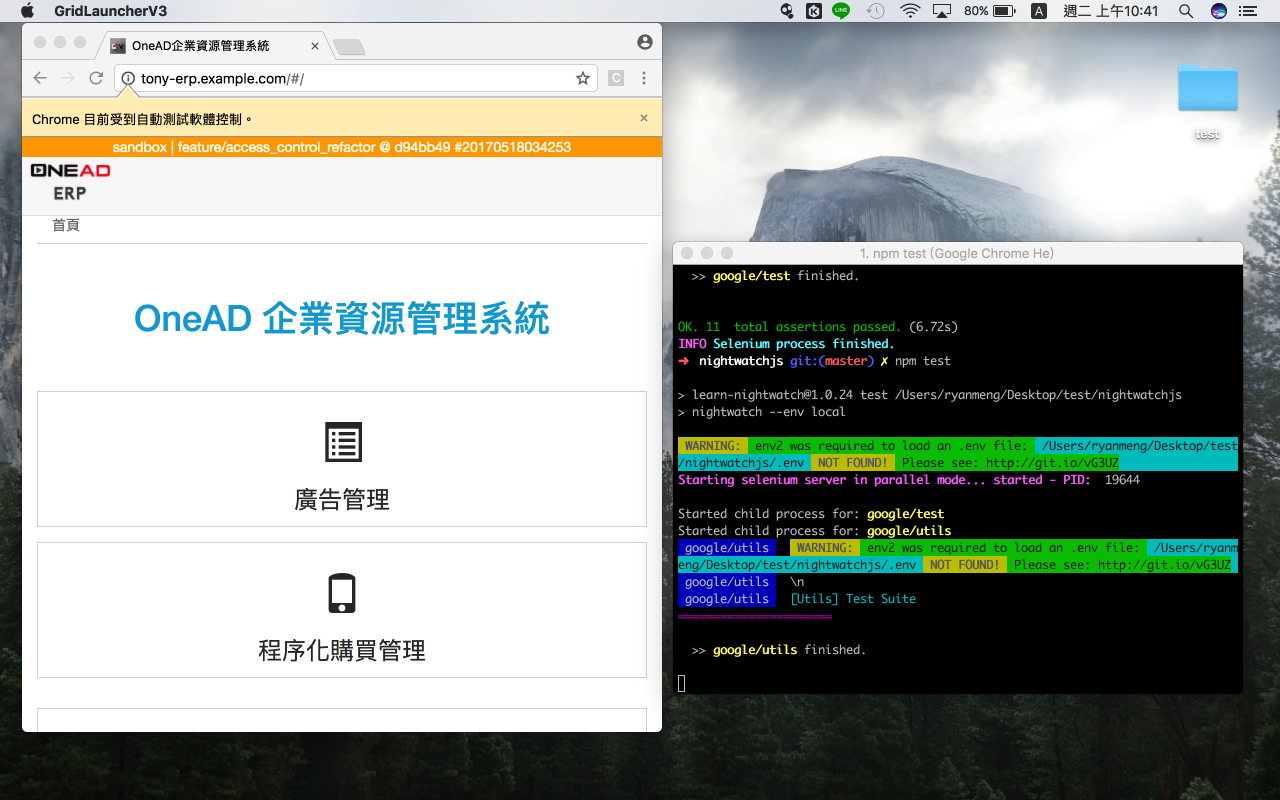 GridLauncherV3
LINE
80%
A
週二 上午10:41
OneAD企業資源管理系統
tony-erp.example.com/#/
C
Chrome 目前受到自動測試軟體控制。
sandbox | feature/access_control_refactor @ d94bb49 #20170518034253
ONEAD
ERP
首頁
OneAD 企業資源管理系統
廣告管理
程序化購買管理
test
1. npm test (Google Chrome He)
>> google/test finished.
OK. 11 total assertions passed. (6.72s)
INFO Selenium process finished.
➜ nightwatchjs git:(master) ✗ npm test
> learn-nightwatch@1.0.24 test /Users/ryanmeng/Desktop/test/nightwatchjs
> nightwatch --env local
WARNING: env2 was required to load an .env file: /Users/ryanmeng/Desktop/test
/nightwatchjs/.env NOT FOUND! Please see: http://git.io/vG3UZ
Starting selenium server in parallel mode... started - PID: 19644
Started child process for: google/test
Started child process for: google/utils
google/utils WARNING: env2 was required to load an .env file: /Users/ryanm
eng/Desktop/test/nightwatchjs/.env NOT FOUND! Please see: http://git.io/vG3UZ
google/utils \n
google/utils [Utils] Test Suite
======================
>> google/utils finished.